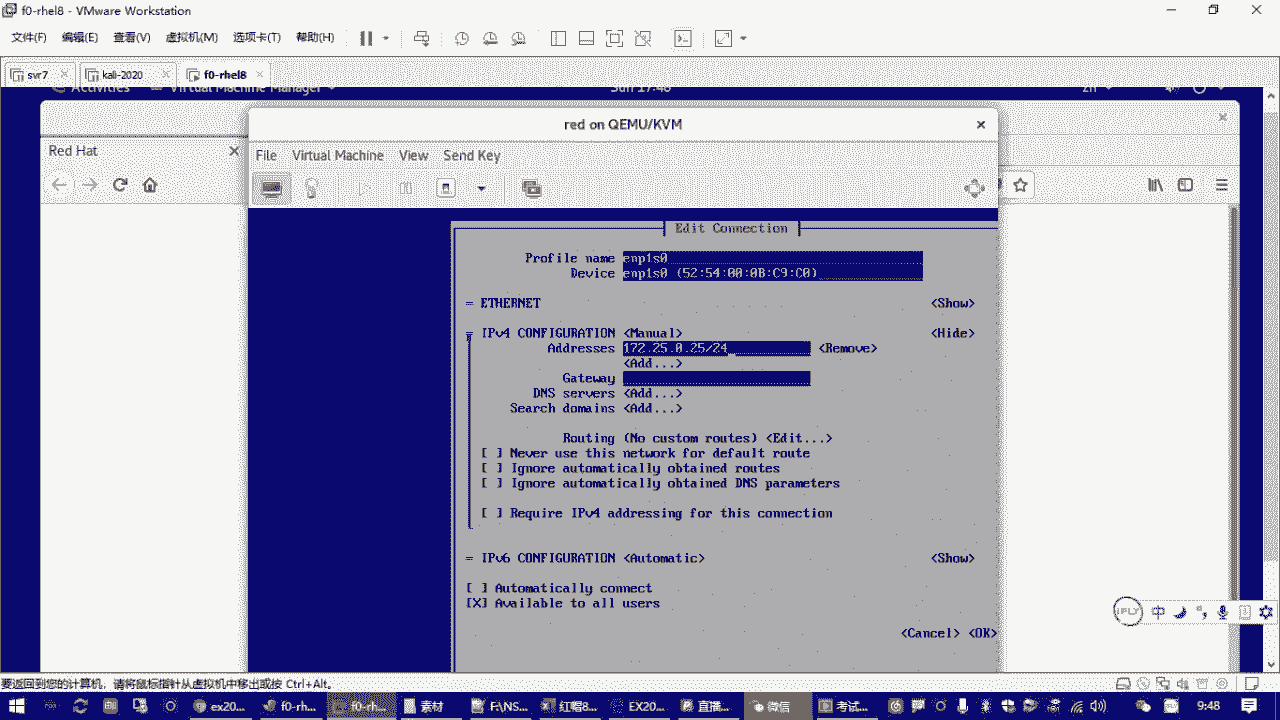 f0-rhel8 - VMware Workstation
文件(F) 编辑(E) 查看(V) 虚拟机(M) 选项卡(T) 帮助(H)
svr7 kali-2020 f0-rhel8
Activities Virtual Machine Manager Sun 17:48 zh
red on QEMU/KVM
Red Hat
File Virtual Machine View Send Key
Edit Connection
Profile name enp1s0
Device enp1s0 (52:54:00:0B:C9:C0)
= ETHERNET <Show>
IPv4 CONFIGURATION <Manual> <Hide>
Addresses 172.25.0.25/24 <Remove>
<Add...>
Gateway
DNS servers <Add...>
Search domains <Add...>
Routing (No custom routes) <Edit...>
[ ] Never use this network for default route
[ ] Ignore automatically obtained routes
[ ] Ignore automatically obtained DNS parameters
[ ] Require IPv4 addressing for this connection
= IPv6 CONFIGURATION <Automatic> <Show>
[ ] Automatically connect
[X] Available to all users
iFLY 中
<Cancel> <OK>
要返回到您的计算机，请将鼠标指针从虚拟机中移出或按 Ctrl+Alt。
ex20... f0-rh... f0-rh... 素材 F:\NS... 红帽8... EX20... 直播... 微信 考试... 9:48